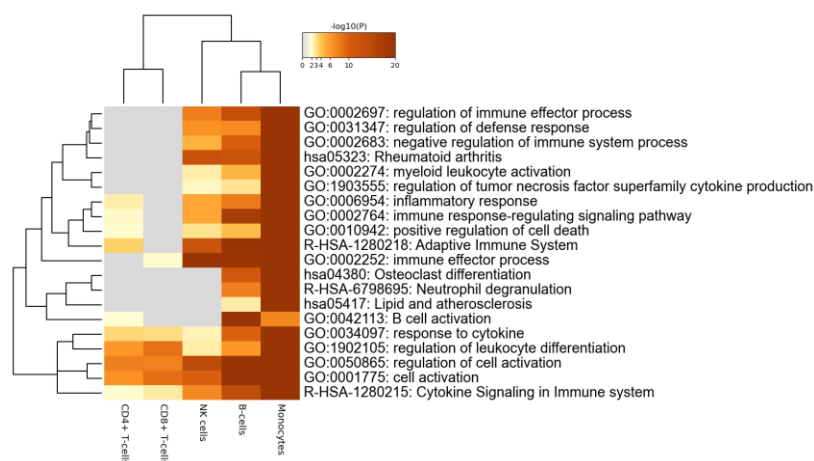 -log10(P)
0 2 3 4 6 10 20
GO:0002697: regulation of immune effector process
GO:0031347: regulation of defense response
GO:0002683: negative regulation of immune system process
hsa05323: Rheumatoid arthritis
GO:0002274: myeloid leukocyte activation
GO:1903555: regulation of tumor necrosis factor superfamily cytokine production
GO:0006954: inflammatory response
GO:0002764: immune response-regulating signaling pathway
GO:0010942: positive regulation of cell death
R-HSA-1280218: Adaptive Immune System
GO:0002252: immune effector process
hsa04380: Osteoclast differentiation
R-HSA-6798695: Neutrophil degranulation
hsa05417: Lipid and atherosclerosis
GO:0042113: B cell activation
GO:0034097: response to cytokine
GO:1902105: regulation of leukocyte differentiation
GO:0050865: regulation of cell activation
GO:0001775: cell activation
R-HSA-1280215: Cytokine Signaling in Immune system
CD4+ T-cells
CD8+ T-cells
NK cells
B-cells
Monocytes